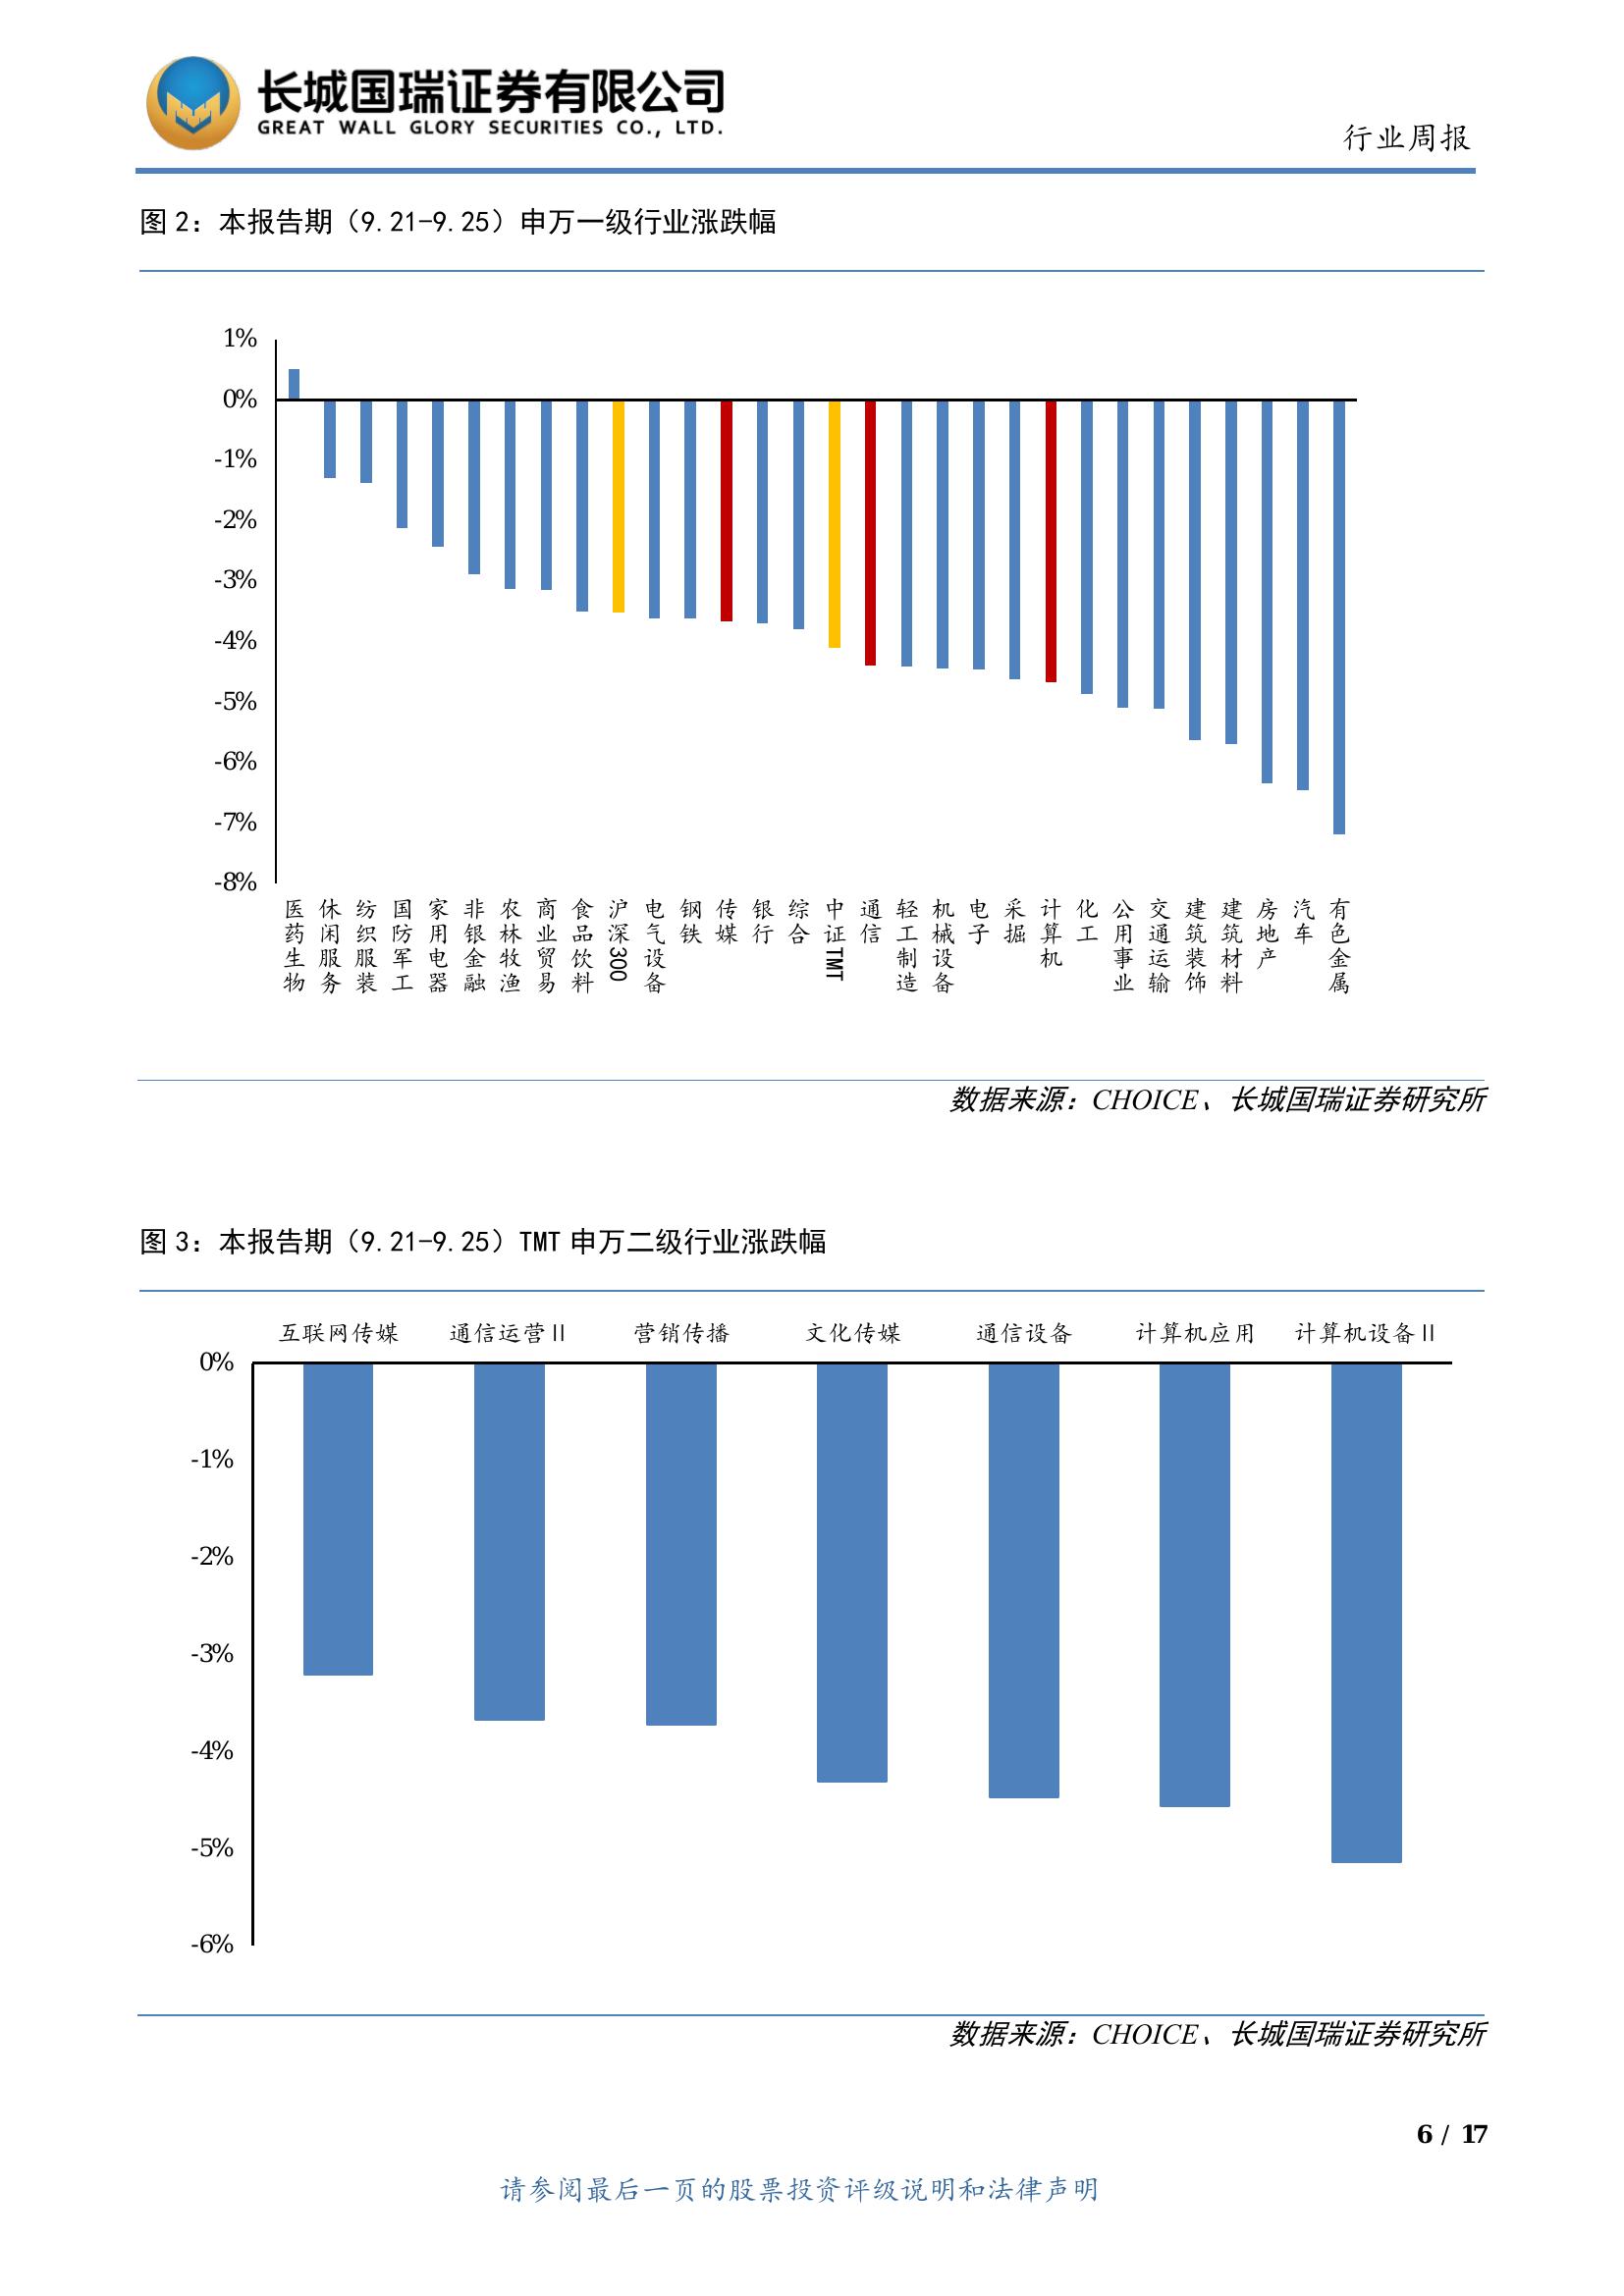 长城国瑞证券有限公司
GREAT WALL GLORY SECURITIES CO., LTD.
行业周报
图 2：本报告期（9.21-9.25）申万一级行业涨跌幅
1%
0%
-1%
-2%
-3%
-4%
-5%
-6%
-7%
-8%
医药生物
休闲服务
纺织服装
国防军工
家用电器
非银金融
农林牧渔
商业贸易
食品饮料
沪深300
电气设备
钢铁
传媒
银行
综合
中证TMT
通信
轻工制造
机械设备
电子
采掘
计算机
化工
公用事业
交通运输
建筑装饰
建筑材料
房地产
汽车
有色金属
数据来源：CHOICE、长城国瑞证券研究所
图 3：本报告期（9.21-9.25）TMT 申万二级行业涨跌幅
互联网传媒 通信运营Ⅱ 营销传播 文化传媒 通信设备 计算机应用 计算机设备Ⅱ
0%
-1%
-2%
-3%
-4%
-5%
-6%
数据来源：CHOICE、长城国瑞证券研究所
6 / 17
请参阅最后一页的股票投资评级说明和法律声明